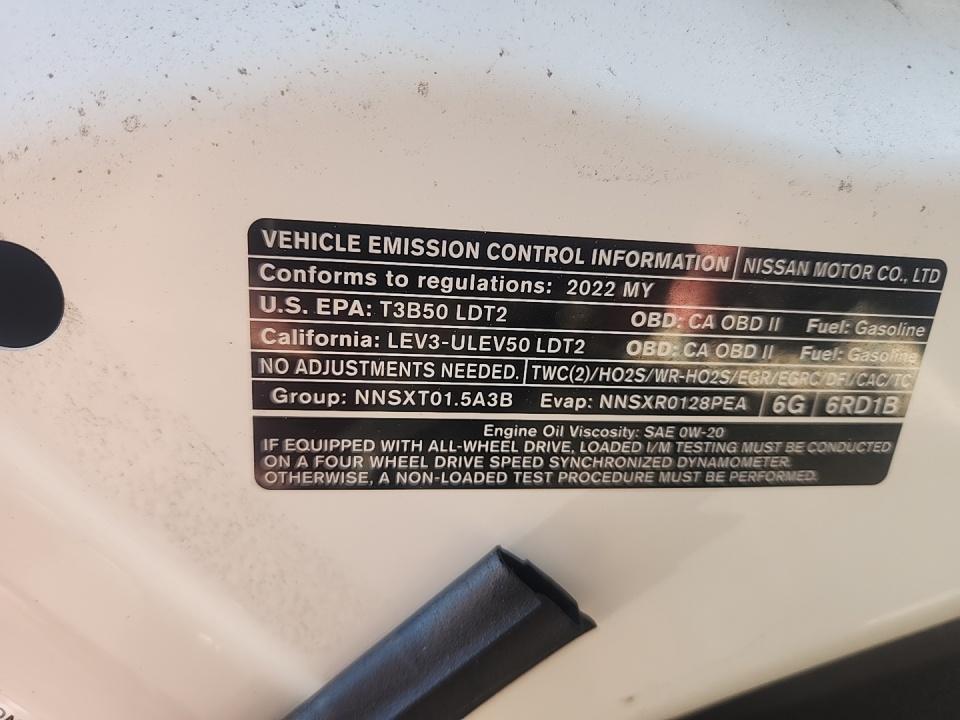 VEHICLE EMISSION CONTROL INFORMATION NISSAN MOTOR CO., LTD
Conforms to regulations: 2022 MY
U.S. EPA: T3B50 LDT2 OBD: CA OBD II Fuel: Gasoline
California: LEV3-ULEV50 LDT2 OBD: CA OBD II Fuel: Gasoline
NO ADJUSTMENTS NEEDED. TWC(2)/HO2S/WR-HO2S/EGR/EGRC/DFI/CAC/TC
Group: NNSXT01.5A3B Evap: NNSXR0128PEA 6G 6RD1B
Engine Oil Viscosity: SAE 0W-20
IF EQUIPPED WITH ALL-WHEEL DRIVE, LOADED I/M TESTING MUST BE CONDUCTED
ON A FOUR WHEEL DRIVE SPEED SYNCHRONIZED DYNAMOMETER.
OTHERWISE, A NON-LOADED TEST PROCEDURE MUST BE PERFORMED.